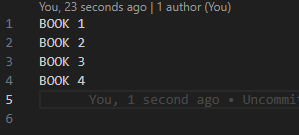 You, 23 seconds ago | 1 author (You)
1 BOOK 1
2 BOOK 2
3 BOOK 3
4 BOOK 4
5 You, 1 second ago • Uncommit
6